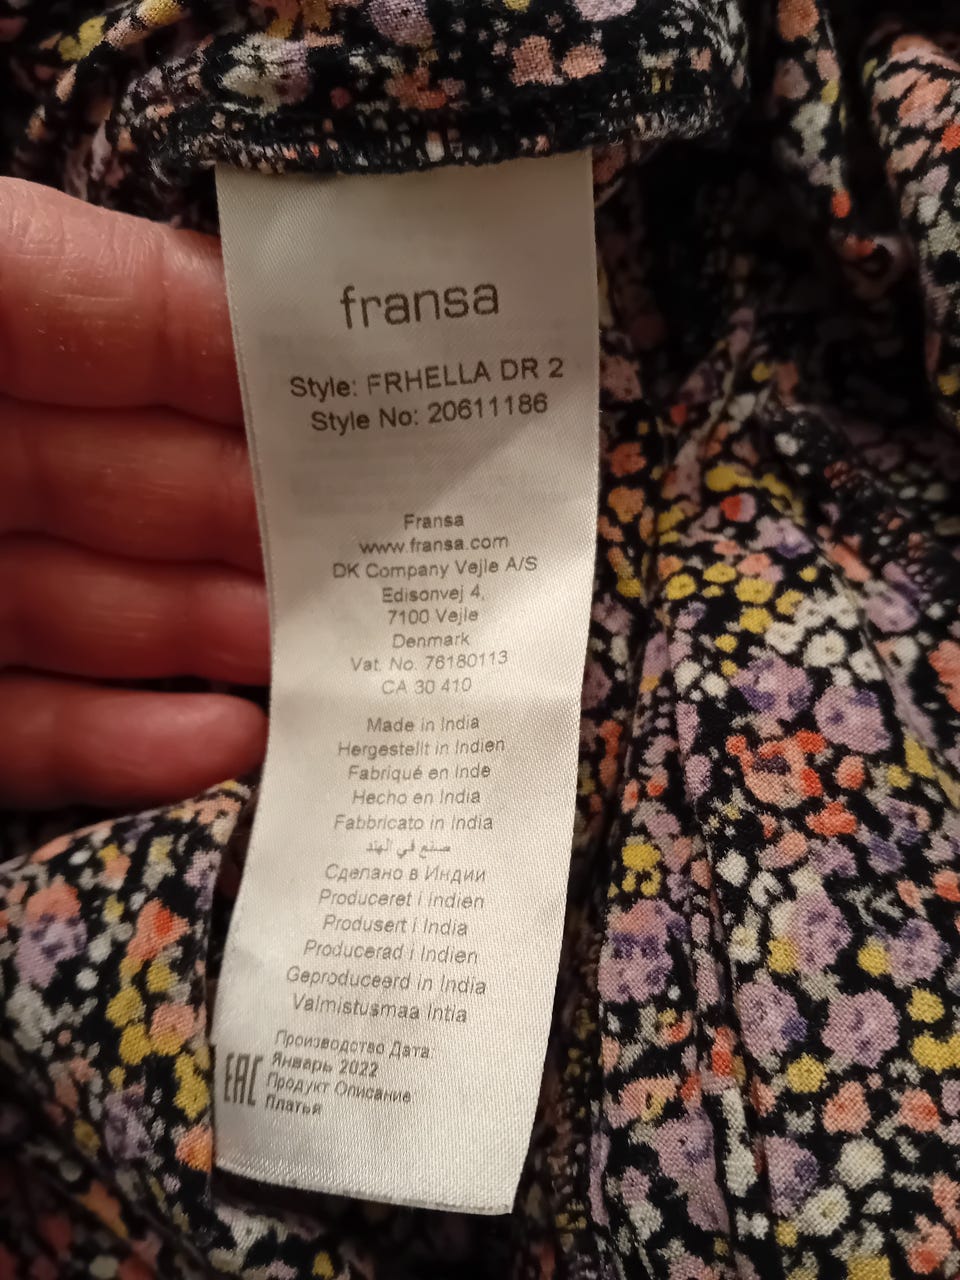 fransa
Style: FRHELLA DR 2
Style No: 20611186
Fransa
www.fransa.com
DK Company Vejle A/S
Edisonvej 4,
7100 Vejle
Denmark
Vat. No. 76180113
CA 30 410
Made in India
Hergestellt in Indien
Fabriqué en Inde
Hecho en India
Fabbricato in India
صنع في الهند
Сделано в Индии
Produceret i indien
Produsert i India
Producerad i Indien
Geproduceerd in India
Valmistusmaa Intia
Производство Дата:
Январь 2022
EAC Продукт Описание
Платья